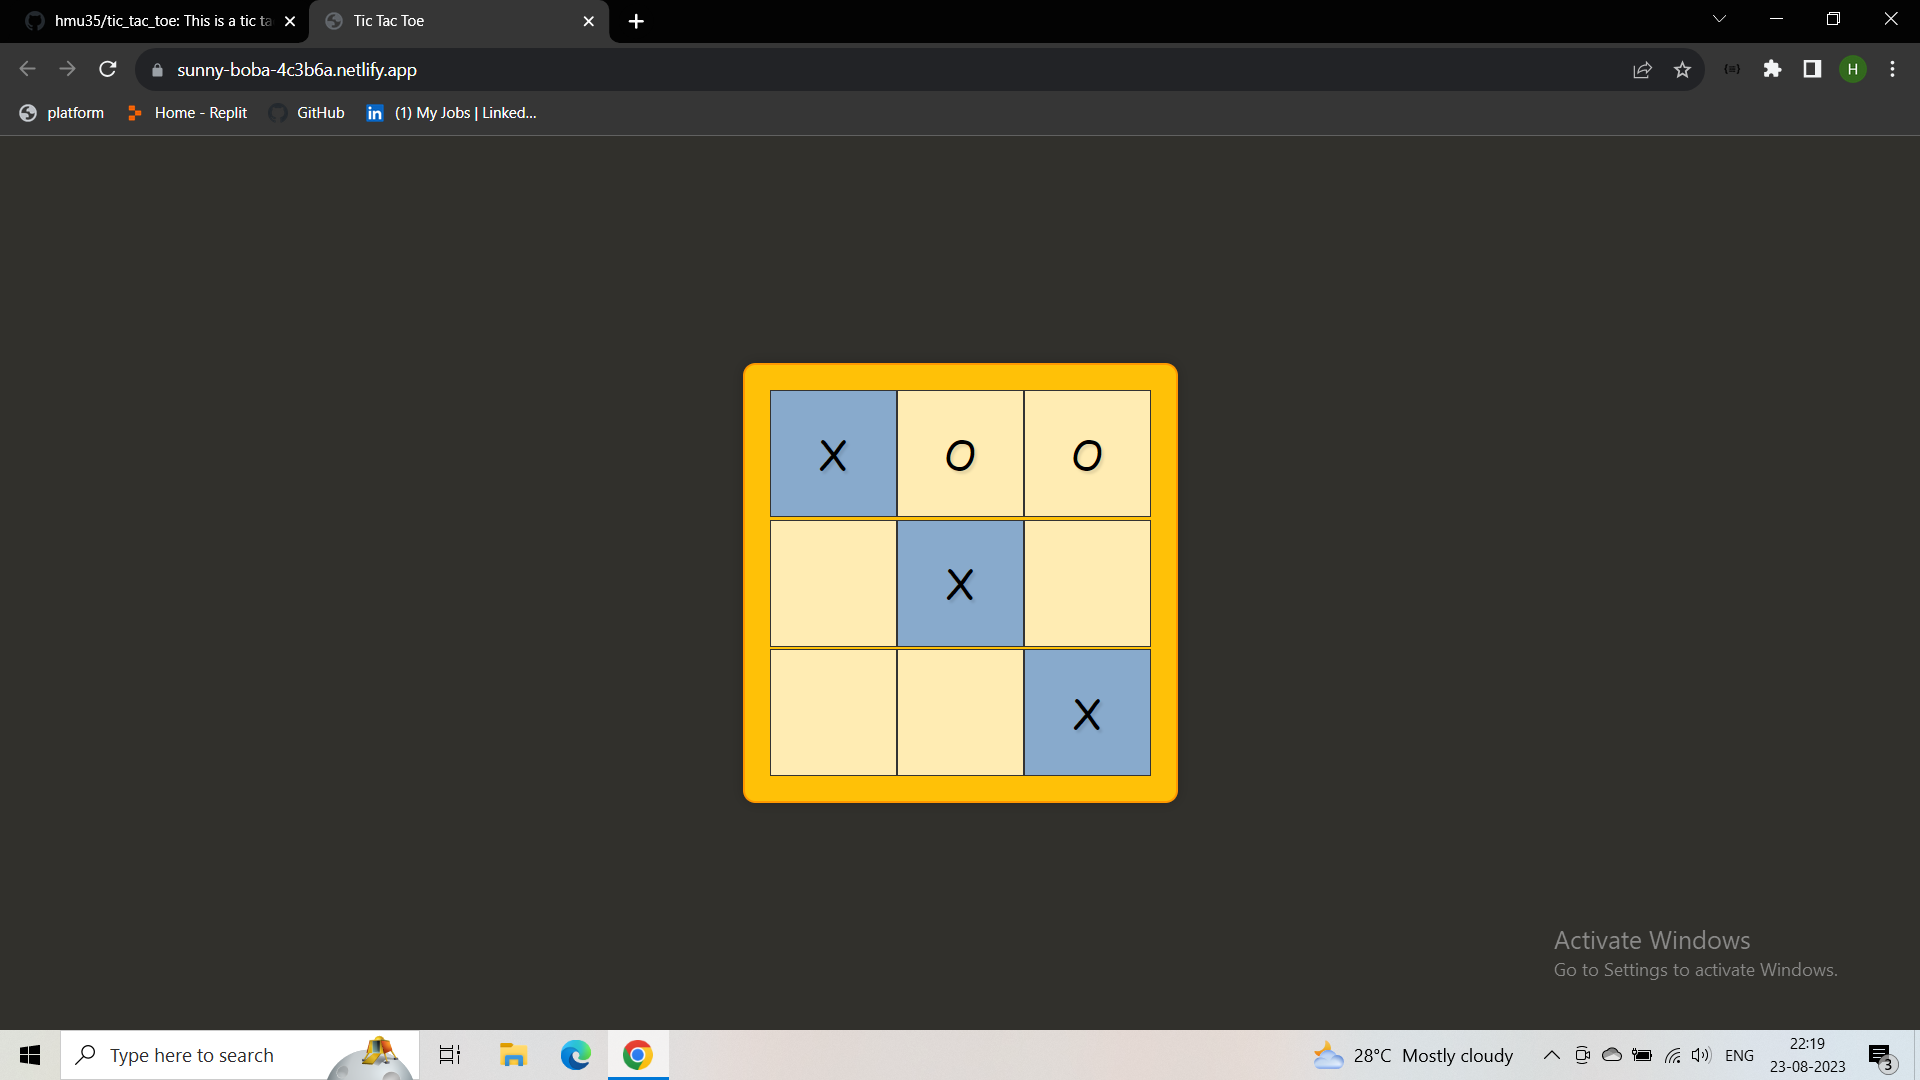 hmu35/tic_tac_toe: This is a tic ta
Tic Tac Toe
sunny-boba-4c3b6a.netlify.app
H
platform
Home - Replit
GitHub
in
(1) My Jobs | Linked...
X O O
X
X
Activate Windows
Go to Settings to activate Windows.
Type here to search
28°C Mostly cloudy
ENG
22:19
23-08-2023
3